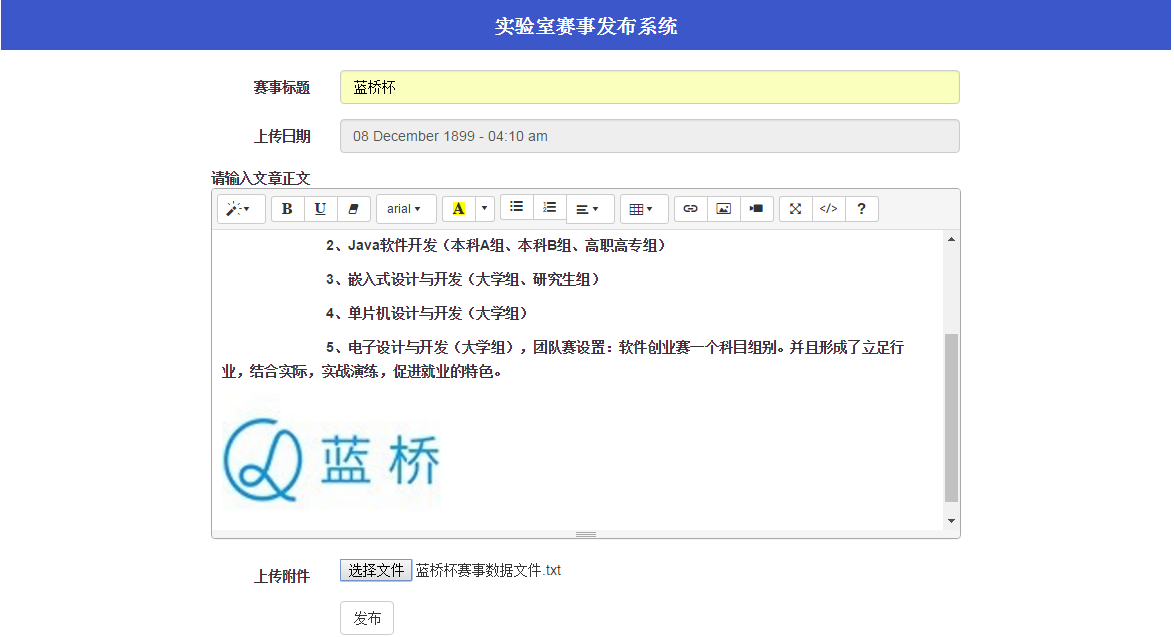 实验室赛事发布系统
赛事标题 蓝桥杯
上传日期 08 December 1899 - 04:10 am
请输入文章正文
B U arial A </> ?
2、Java软件开发（本科A组、本科B组、高职高专组）
3、嵌入式设计与开发（大学组、研究生组）
4、单片机设计与开发（大学组）
5、电子设计与开发（大学组），团队赛设置：软件创业赛一个科目组别。并且形成了立足行
业，结合实际，实战演练，促进就业的特色。
蓝桥
上传附件 选择文件 蓝桥杯赛事数据文件.txt
发布